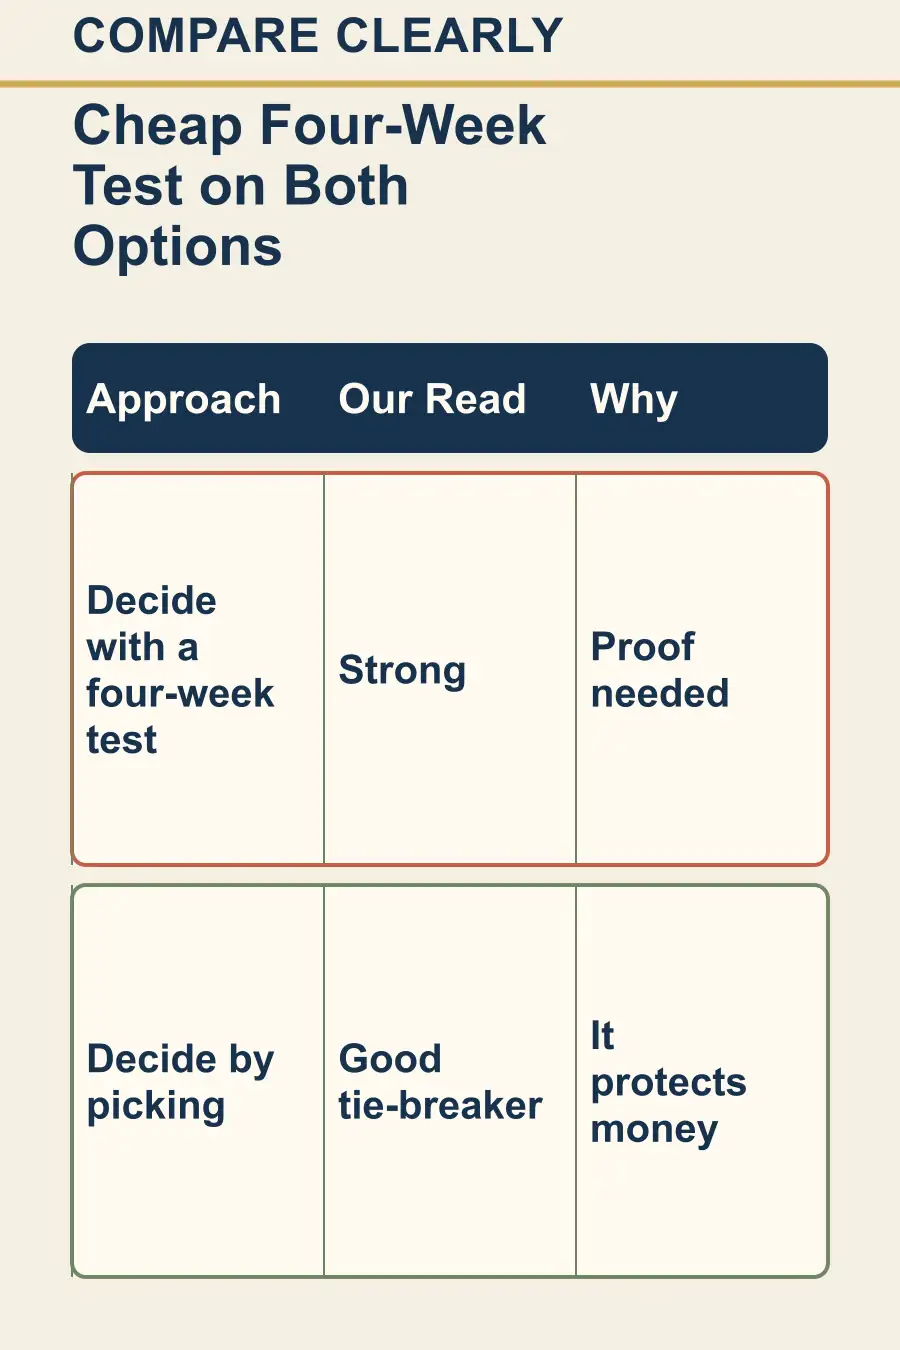 COMPARE CLEARLY
Cheap Four-Week
Test on Both
Options
Approach Our Read Why
Decide
with a
four-week
test
Strong
Proof
needed
Decide by
picking
Good
tie-breaker
It
protects
money